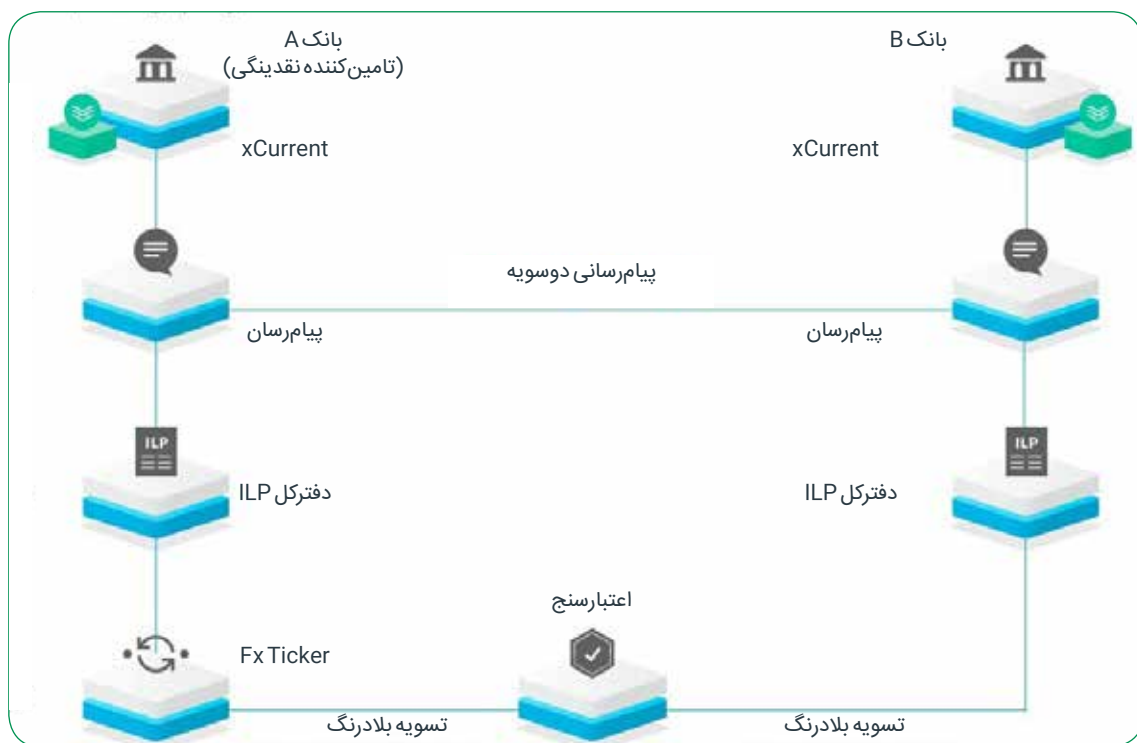 بانک A
(تامین‌کننده نقدینگی)
بانک B
xCurrent
xCurrent
پیام‌رسانی دوسویه
پیام‌رسان
پیام‌رسان
ILP
ILP
دفترکل ILP
دفترکل ILP
اعتبارسنج
Fx Ticker
تسویه بلادرنگ
تسویه بلادرنگ